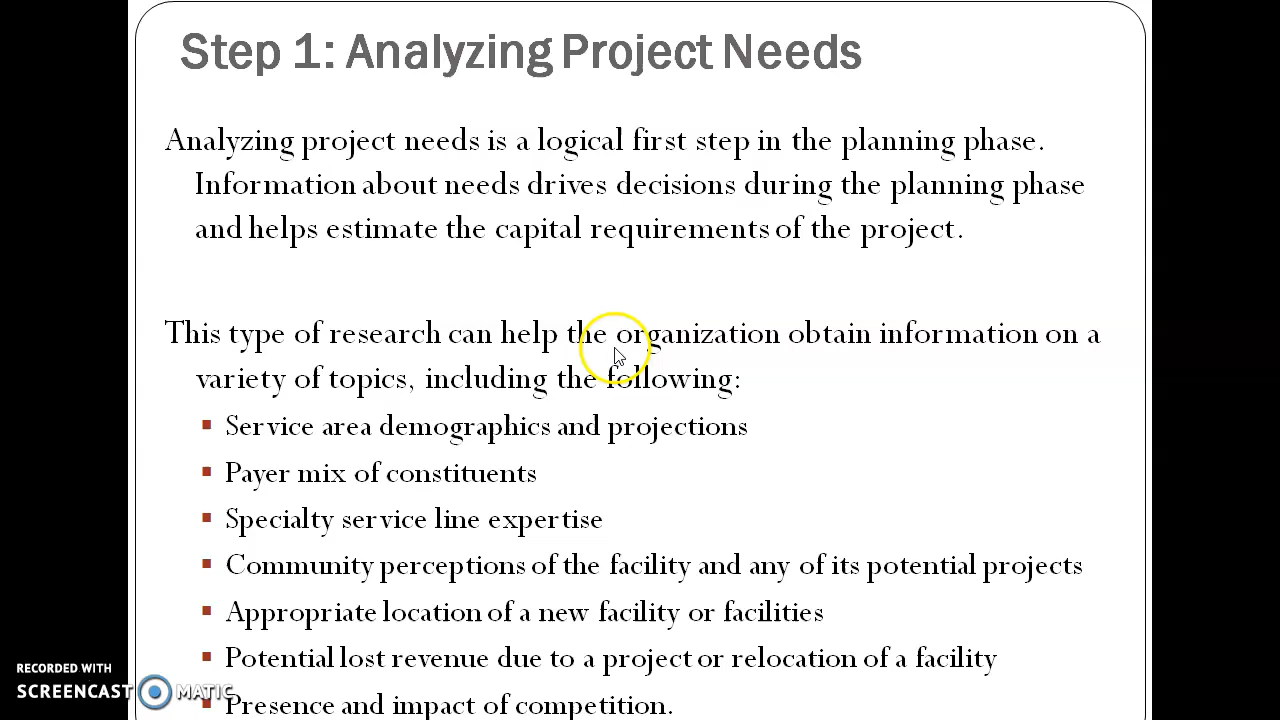 Step 1: Analyzing Project Needs
Analyzing project needs is a logical first step in the planning phase.
Information about needs drives decisions during the planning phase
and helps estimate the capital requirements of the project.
This type of research can help the organization obtain information on a
variety of topics, including the following:
Service area demographics and projections
Payer mix of constituents
Specialty service line expertise
Community perceptions of the facility and any of its potential projects
Appropriate location of a new facility or facilities
Potential lost revenue due to a project or relocation of a facility
Presence and impact of competition.
RECORDED WITH
SCREENCAST MATIC